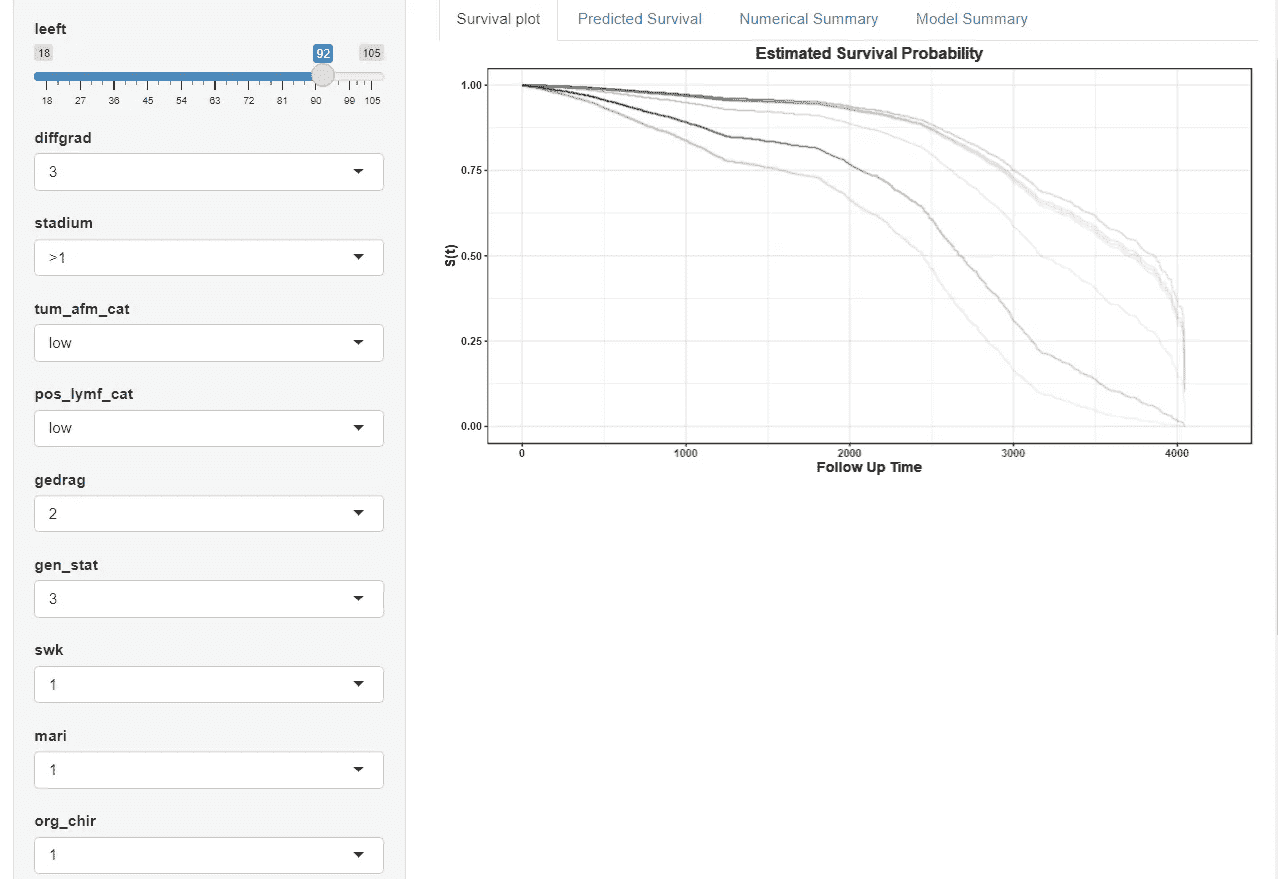 leeft
18 92 105
18 27 36 45 54 63 72 81 90 99 105
diffgrad
3
stadium
>1
tum_afm_cat
low
pos_lymf_cat
low
gedrag
2
gen_stat
3
swk
1
mari
1
org_chir
1
Survival plot Predicted Survival Numerical Summary Model Summary
Estimated Survival Probability
S(t)
1.00
0.75
0.50
0.25
0.00
0 1000 2000 3000 4000
Follow Up Time